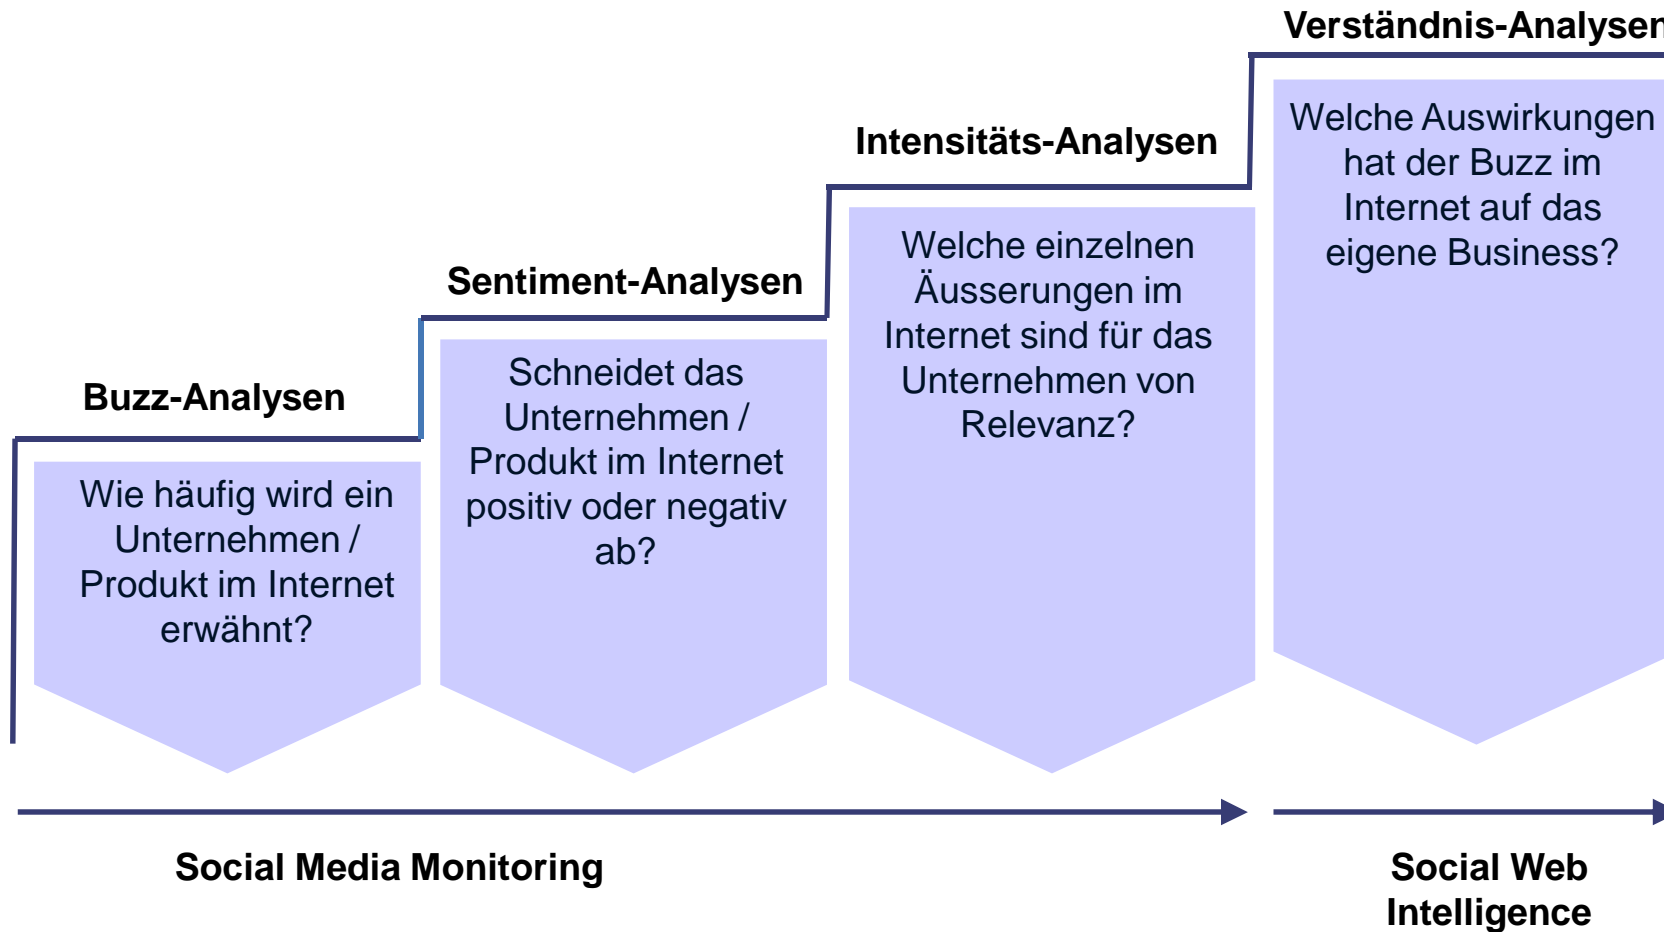 Verständnis-Analysen
Welche Auswirkungen
hat der Buzz im
Internet auf das
eigene Business?
Intensitäts-Analysen
Welche einzelnen
Äusserungen im
Internet sind für das
Unternehmen von
Relevanz?
Sentiment-Analysen
Schneidet das
Unternehmen /
Produkt im Internet
positiv oder negativ
ab?
Buzz-Analysen
Wie häufig wird ein
Unternehmen /
Produkt im Internet
erwähnt?
Social Media Monitoring
Social Web
Intelligence